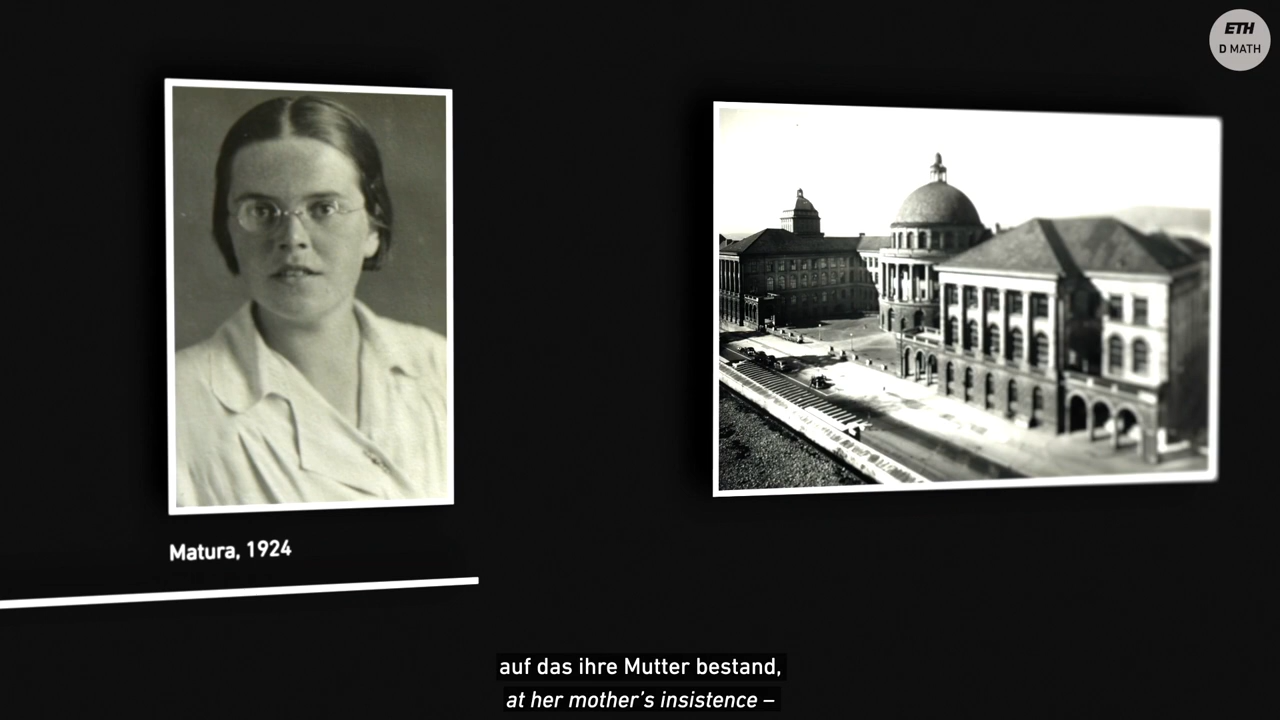 ETH
D MATH
Matura, 1924
auf das ihre Mutter bestand,
at her mother's insistence –